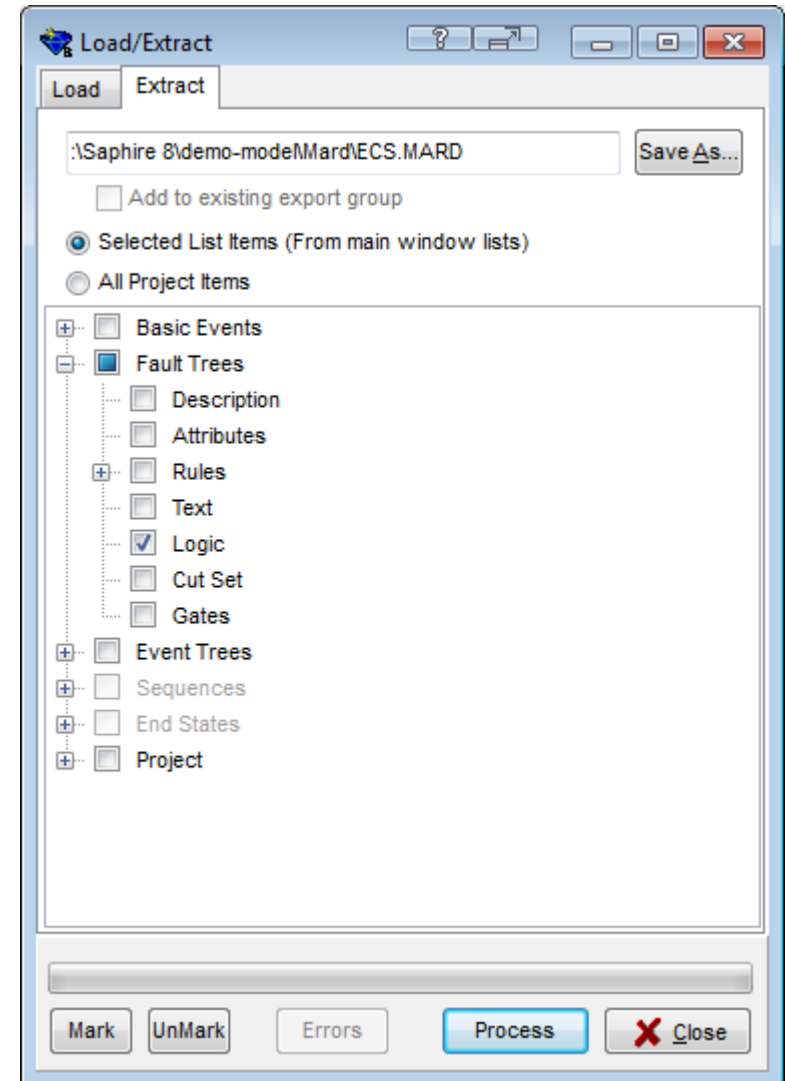 Load/Extract
Load Extract
:\Saphire 8\demo-model\Mard\ECS.MARD Save As...
Add to existing export group
Selected List Items (From main window lists)
All Project Items
Basic Events
Fault Trees
Description
Attributes
Rules
Text
Logic
Cut Set
Gates
Event Trees
Sequences
End States
Project
Mark UnMark Errors Process Close